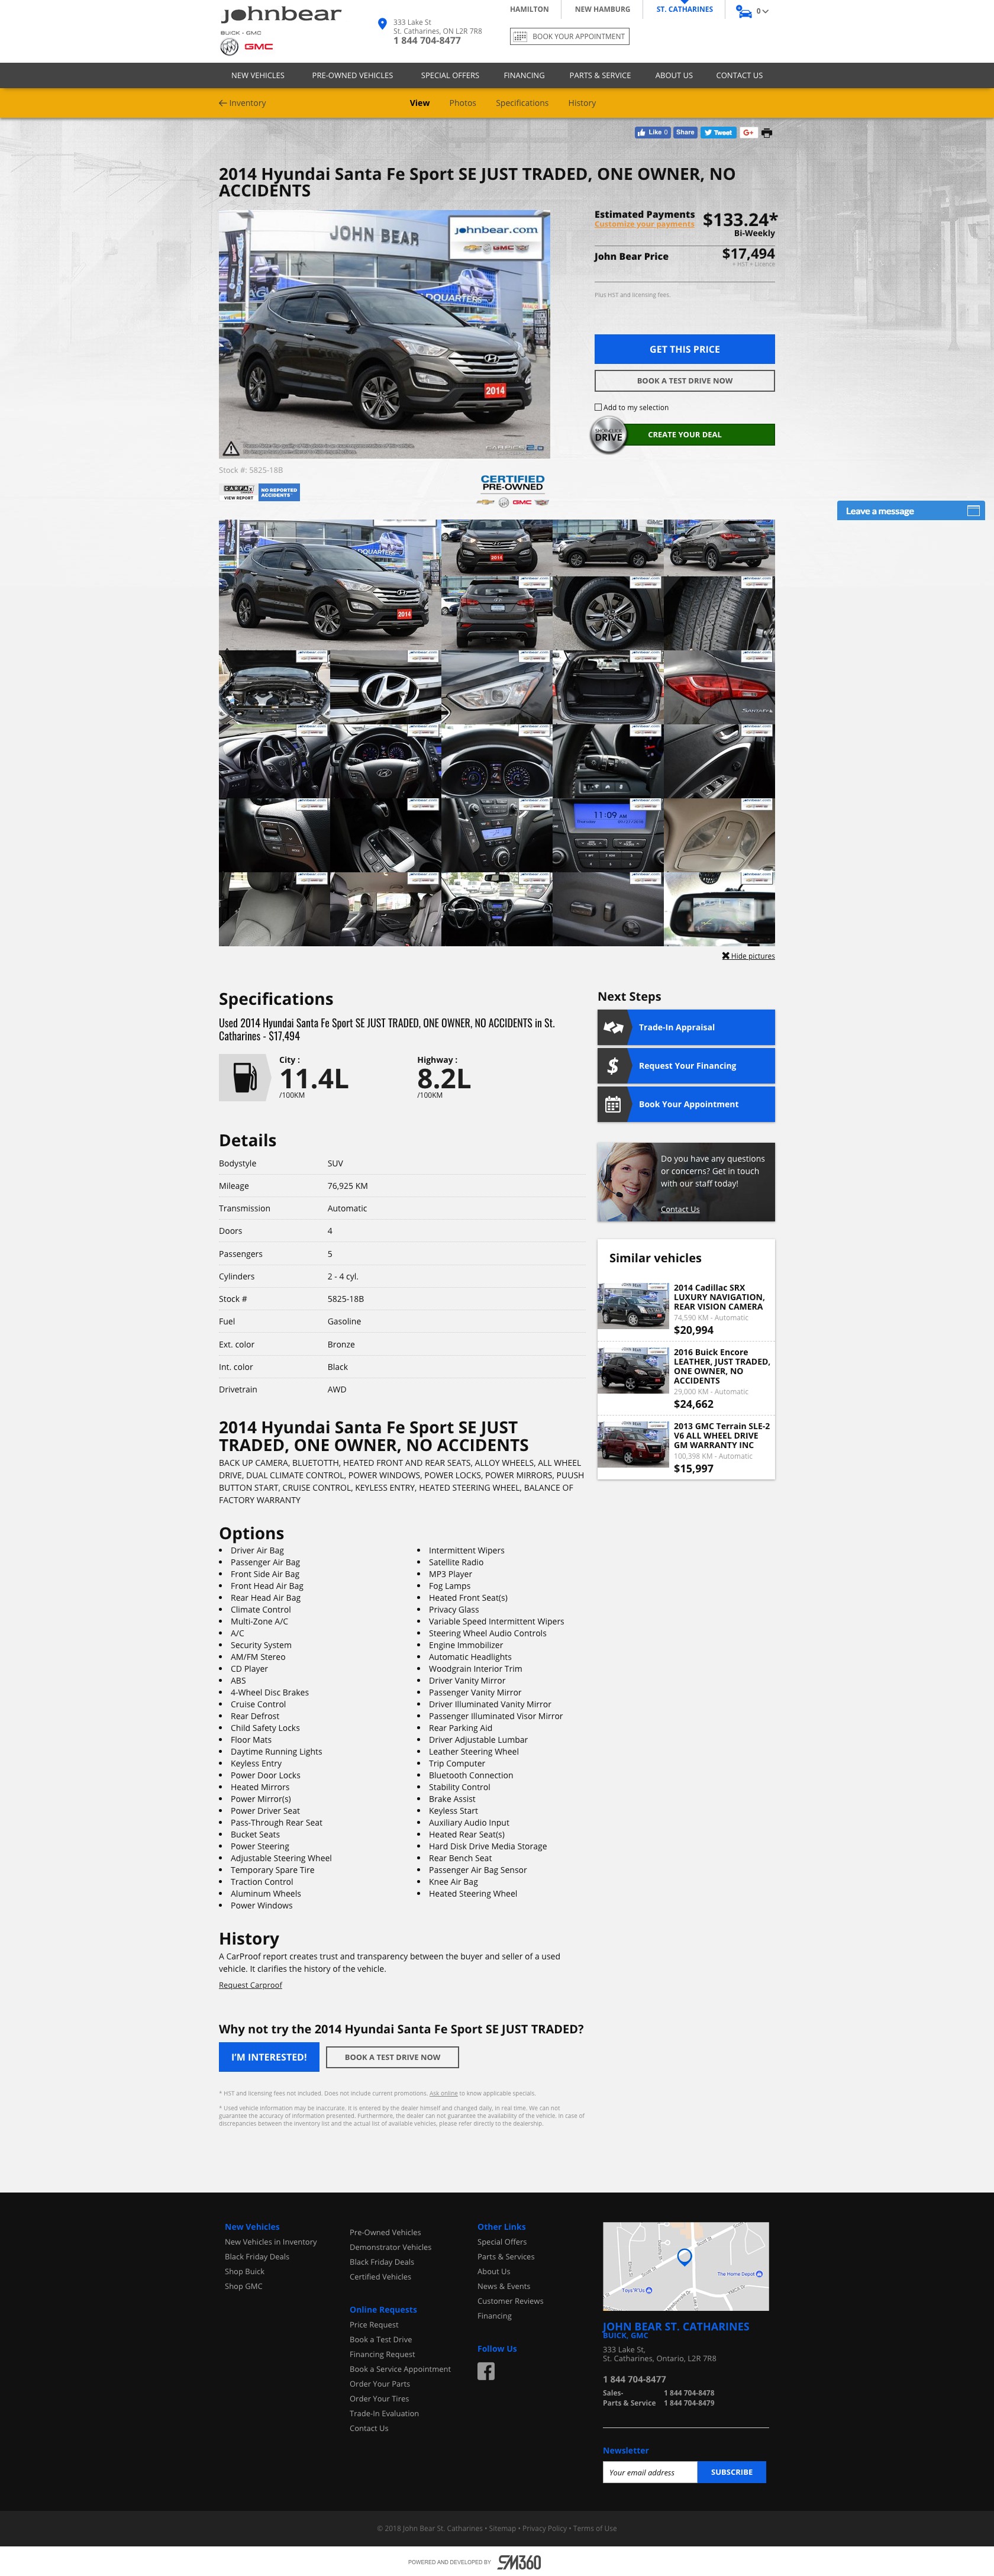 johnbear
BUICK - GMC
GMC
333 Lake St
St. Catharines, ON L2R 7R8
1 844 704-8477
HAMILTON
NEW HAMBURG
ST. CATHARINES
0
BOOK YOUR APPOINTMENT
NEW VEHICLES
PRE-OWNED VEHICLES
SPECIAL OFFERS
FINANCING
PARTS & SERVICE
ABOUT US
CONTACT US
Inventory
View
Photos
Specifications
History
Like 0
Share
Tweet
G+
2014 Hyundai Santa Fe Sport SE JUST TRADED, ONE OWNER, NO
ACCIDENTS
JOHN BEAR
johnbear.com
GMC
2014
Estimated Payments
Customize your payments
$133.24*
Bi-Weekly
John Bear Price
$17,494
+ HST + Licence
Plus HST and licensing fees.
GET THIS PRICE
BOOK A TEST DRIVE NOW
Add to my selection
DRIVE
CREATE YOUR DEAL
Stock #: 5825-18B
CARFAX
VIEW REPORT
NO REPORTED
ACCIDENTS
CERTIFIED
PRE-OWNED
GMC
Leave a message
2014
2014
11:09 AM
Hide pictures
Specifications
Used 2014 Hyundai Santa Fe Sport SE JUST TRADED, ONE OWNER, NO ACCIDENTS in St.
Catharines - $17,494
City :
11.4L
/100KM
Highway :
8.2L
/100KM
Next Steps
Trade-In Appraisal
Request Your Financing
Book Your Appointment
Do you have any questions
or concerns? Get in touch
with our staff today!
Contact Us
Similar vehicles
2014 Cadillac SRX
LUXURY NAVIGATION,
REAR VISION CAMERA
74,590 KM - Automatic
$20,994
2016 Buick Encore
LEATHER, JUST TRADED,
ONE OWNER, NO
ACCIDENTS
29,000 KM - Automatic
$24,662
2013 GMC Terrain SLE-2
V6 ALL WHEEL DRIVE
GM WARRANTY INC
100,398 KM - Automatic
$15,997
Details
Bodystyle SUV
Mileage 76,925 KM
Transmission Automatic
Doors 4
Passengers 5
Cylinders 2 - 4 cyl.
Stock # 5825-18B
Fuel Gasoline
Ext. color Bronze
Int. color Black
Drivetrain AWD
2014 Hyundai Santa Fe Sport SE JUST
TRADED, ONE OWNER, NO ACCIDENTS
BACK UP CAMERA, BLUETOTTH, HEATED FRONT AND REAR SEATS, ALLOY WHEELS, ALL WHEEL
DRIVE, DUAL CLIMATE CONTROL, POWER WINDOWS, POWER LOCKS, POWER MIRRORS, PUUSH
BUTTON START, CRUISE CONTROL, KEYLESS ENTRY, HEATED STEERING WHEEL, BALANCE OF
FACTORY WARRANTY
Options
Driver Air Bag
Passenger Air Bag
Front Side Air Bag
Front Head Air Bag
Rear Head Air Bag
Climate Control
Multi-Zone A/C
A/C
Security System
AM/FM Stereo
CD Player
ABS
4-Wheel Disc Brakes
Cruise Control
Rear Defrost
Child Safety Locks
Floor Mats
Daytime Running Lights
Keyless Entry
Power Door Locks
Heated Mirrors
Power Mirror(s)
Power Driver Seat
Pass-Through Rear Seat
Bucket Seats
Power Steering
Adjustable Steering Wheel
Temporary Spare Tire
Traction Control
Aluminum Wheels
Power Windows
Intermittent Wipers
Satellite Radio
MP3 Player
Fog Lamps
Heated Front Seat(s)
Privacy Glass
Variable Speed Intermittent Wipers
Steering Wheel Audio Controls
Engine Immobilizer
Automatic Headlights
Woodgrain Interior Trim
Driver Vanity Mirror
Passenger Vanity Mirror
Driver Illuminated Vanity Mirror
Passenger Illuminated Visor Mirror
Rear Parking Aid
Driver Adjustable Lumbar
Leather Steering Wheel
Trip Computer
Bluetooth Connection
Stability Control
Brake Assist
Keyless Start
Auxiliary Audio Input
Heated Rear Seat(s)
Hard Disk Drive Media Storage
Rear Bench Seat
Passenger Air Bag Sensor
Knee Air Bag
Heated Steering Wheel
History
A CarProof report creates trust and transparency between the buyer and seller of a used
vehicle. It clarifies the history of the vehicle.
Request Carproof
Why not try the 2014 Hyundai Santa Fe Sport SE JUST TRADED?
I'M INTERESTED!
BOOK A TEST DRIVE NOW
* HST and licensing fees not included. Does not include current promotions. Ask online to know applicable specials.
* Used vehicle information may be inaccurate. It is entered by the dealer himself and changed daily, in real time. We can not
guarantee the accuracy of information presented. Furthermore, the dealer can not guarantee the availability of the vehicle. In case of
discrepancies between the inventory list and the actual list of available vehicles, please refer directly to the dealership.
New Vehicles
New Vehicles in Inventory
Black Friday Deals
Shop Buick
Shop GMC
Pre-Owned Vehicles
Demonstrator Vehicles
Black Friday Deals
Certified Vehicles
Online Requests
Price Request
Book a Test Drive
Financing Request
Book a Service Appointment
Order Your Parts
Order Your Tires
Trade-In Evaluation
Contact Us
Other Links
Special Offers
Parts & Services
About Us
News & Events
Customer Reviews
Financing
Follow Us
The Home Depot
Toys"R"Us
YMCA Dr
JOHN BEAR ST. CATHARINES
BUICK, GMC
333 Lake St,
St. Catharines, Ontario, L2R 7R8
1 844 704-8477
Sales- 1 844 704-8478
Parts & Service 1 844 704-8479
Newsletter
Your email address
SUBSCRIBE
© 2018 John Bear St. Catharines • Sitemap • Privacy Policy • Terms of Use
POWERED AND DEVELOPED BY SM360